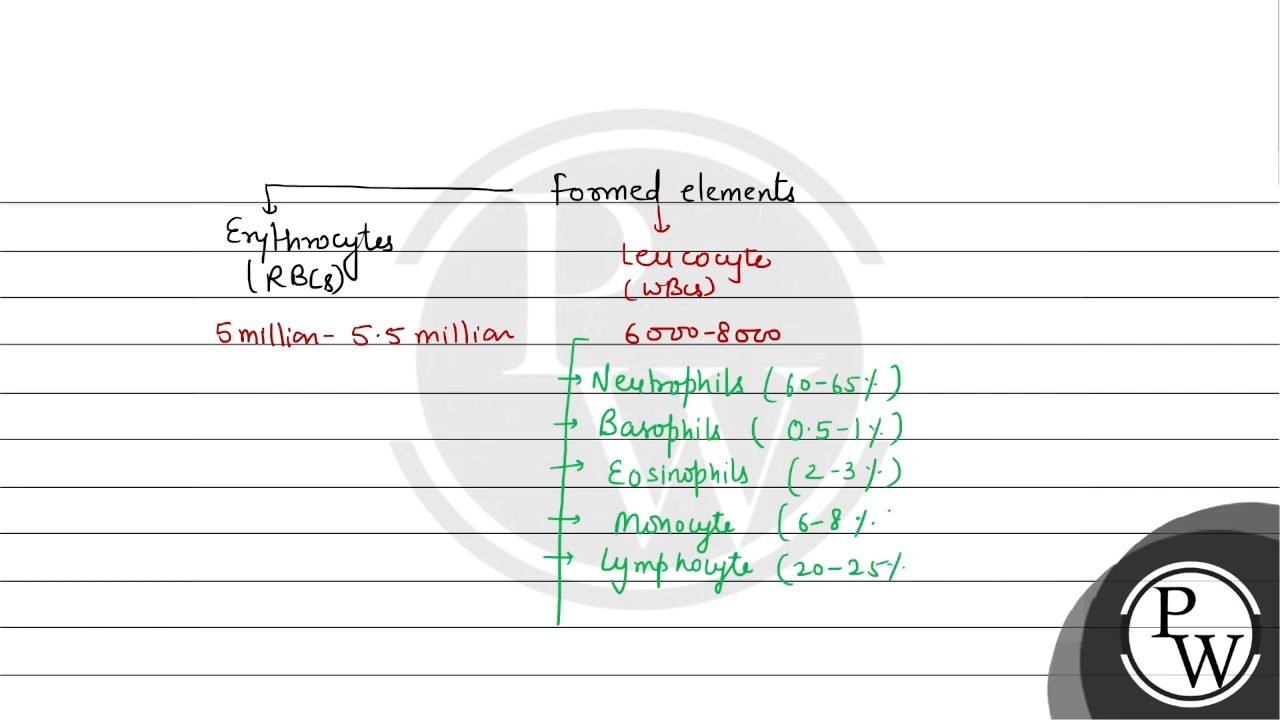 Formed elements
Erythrocytes
(RBCs)
Leucocyte
(WBCs)
5 million - 5.5 million
6000-8000
Neutrophils (60-65%)
Basophils (0.5-1%)
Eosinophils (2-3%)
Monocyte (6-8%
Lymphocyte (20-25%
P
W
PW